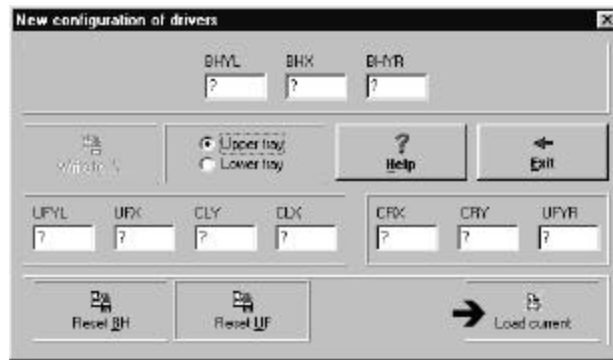 New configuration of drivers
BHYL BHX BHYR
? ? ?
Upper tray
Lower tray
?
Help
Exit
UFYL UFX CLY CLX
? ? ? ?
CRX CRY UFYR
? ? ?
Reset BH
Reset UF
Load current